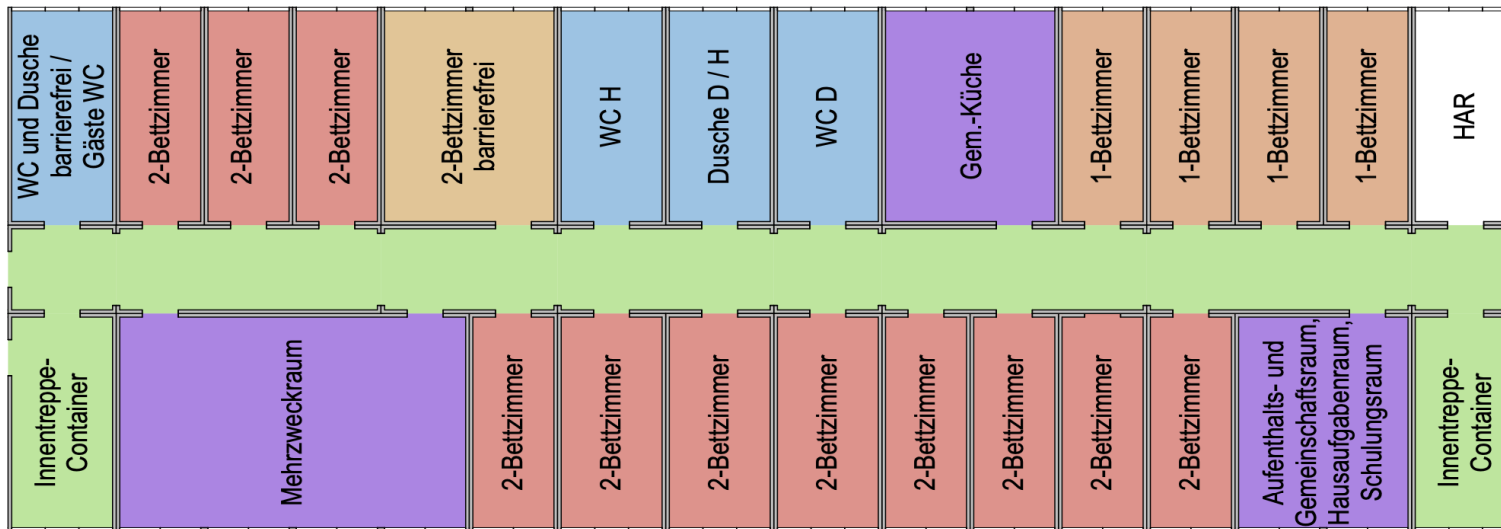 WC und Dusche
barrierefrei /
Gäste WC
2-Bettzimmer
2-Bettzimmer
2-Bettzimmer
2-Bettzimmer
barrierefrei
WC H
Dusche D / H
WC D
Gem.-Küche
1-Bettzimmer
1-Bettzimmer
1-Bettzimmer
1-Bettzimmer
HAR
Innentreppe-
Container
Mehrzweckraum
2-Bettzimmer
2-Bettzimmer
2-Bettzimmer
2-Bettzimmer
2-Bettzimmer
2-Bettzimmer
2-Bettzimmer
2-Bettzimmer
Aufenthalts- und
Gemeinschaftsraum,
Hausaufgabenraum,
Schulungsraum
Innentreppe-
Container